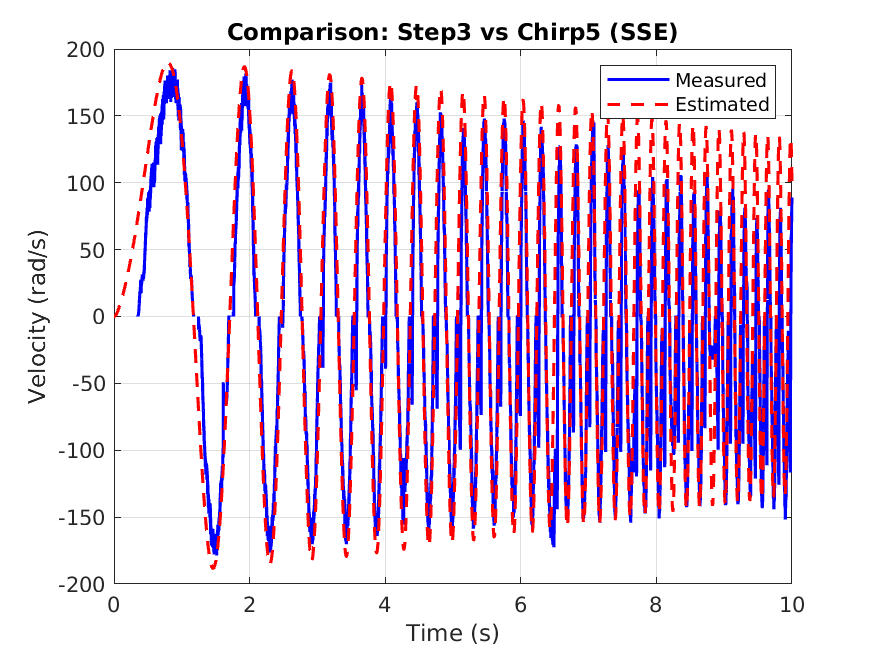 Comparison: Step3 vs Chirp5 (SSE)
200
150
100
50
0
-50
-100
-150
-200
Velocity (rad/s)
Measured
Estimated
0 2 4 6 8 10
Time (s)